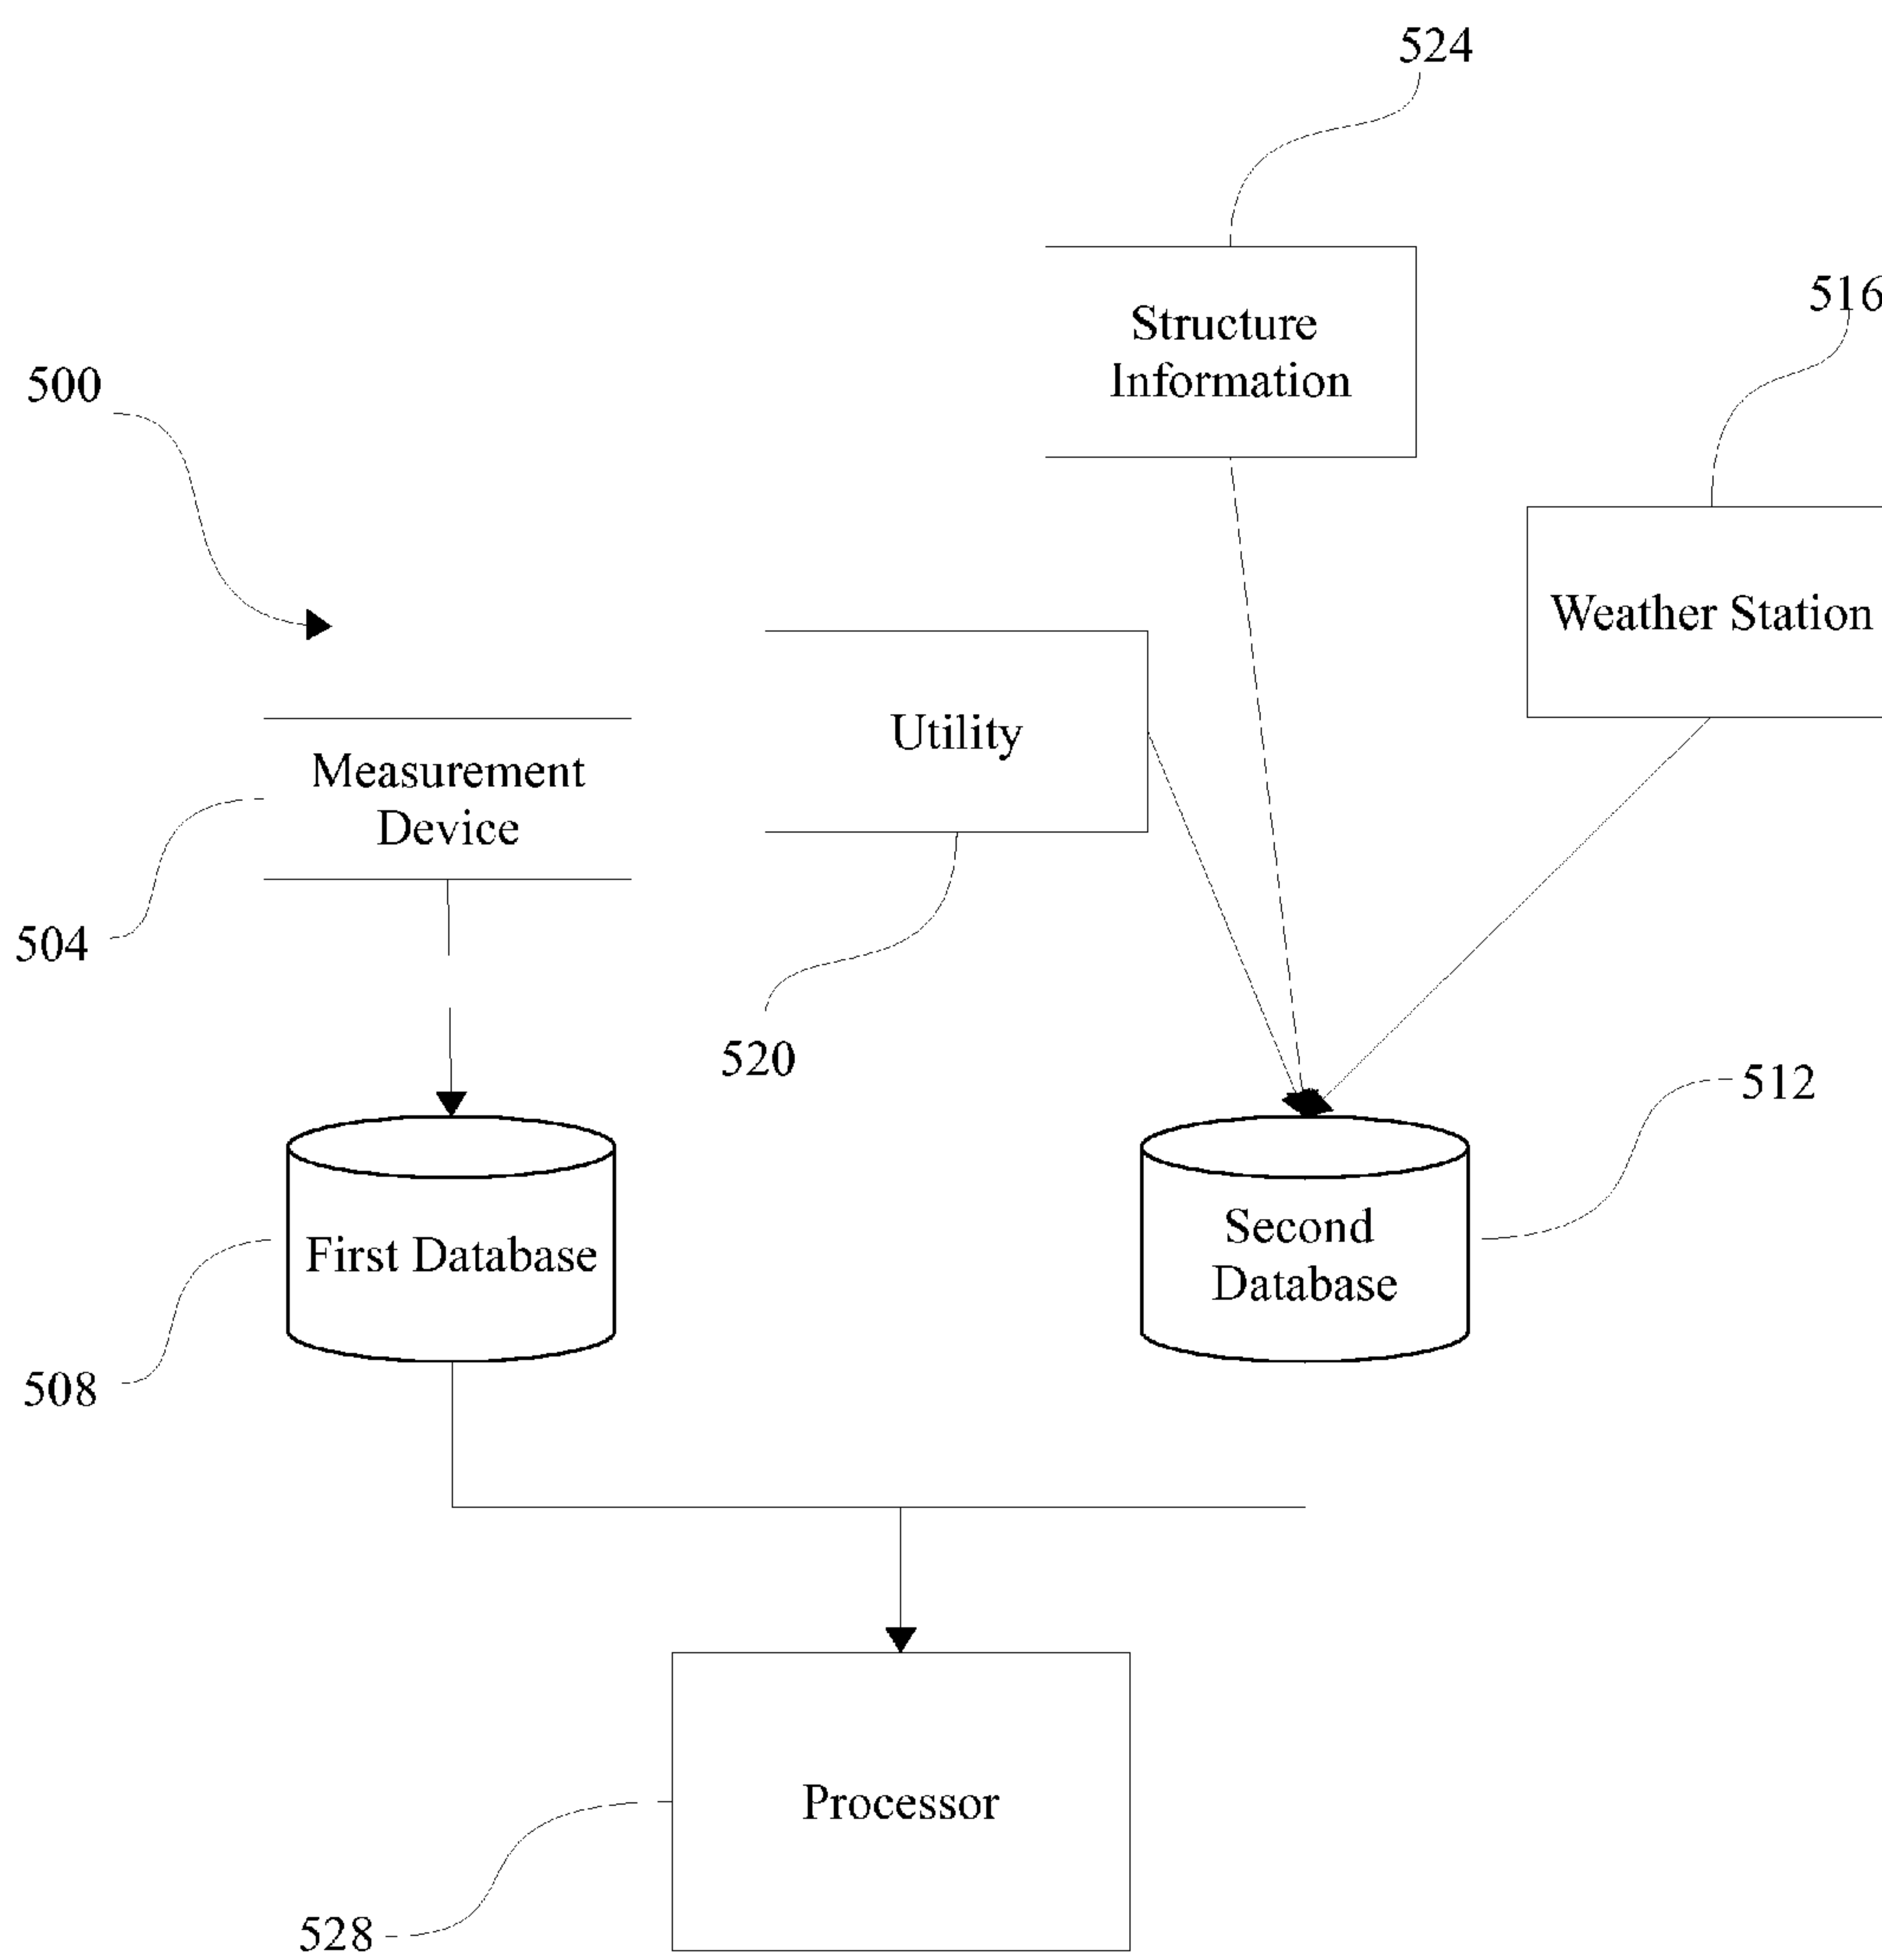 524
Structure
Information
516
500
Weather Station
Utility
Measurement
Device
504
520
512
Second
Database
First Database
508
Processor
528